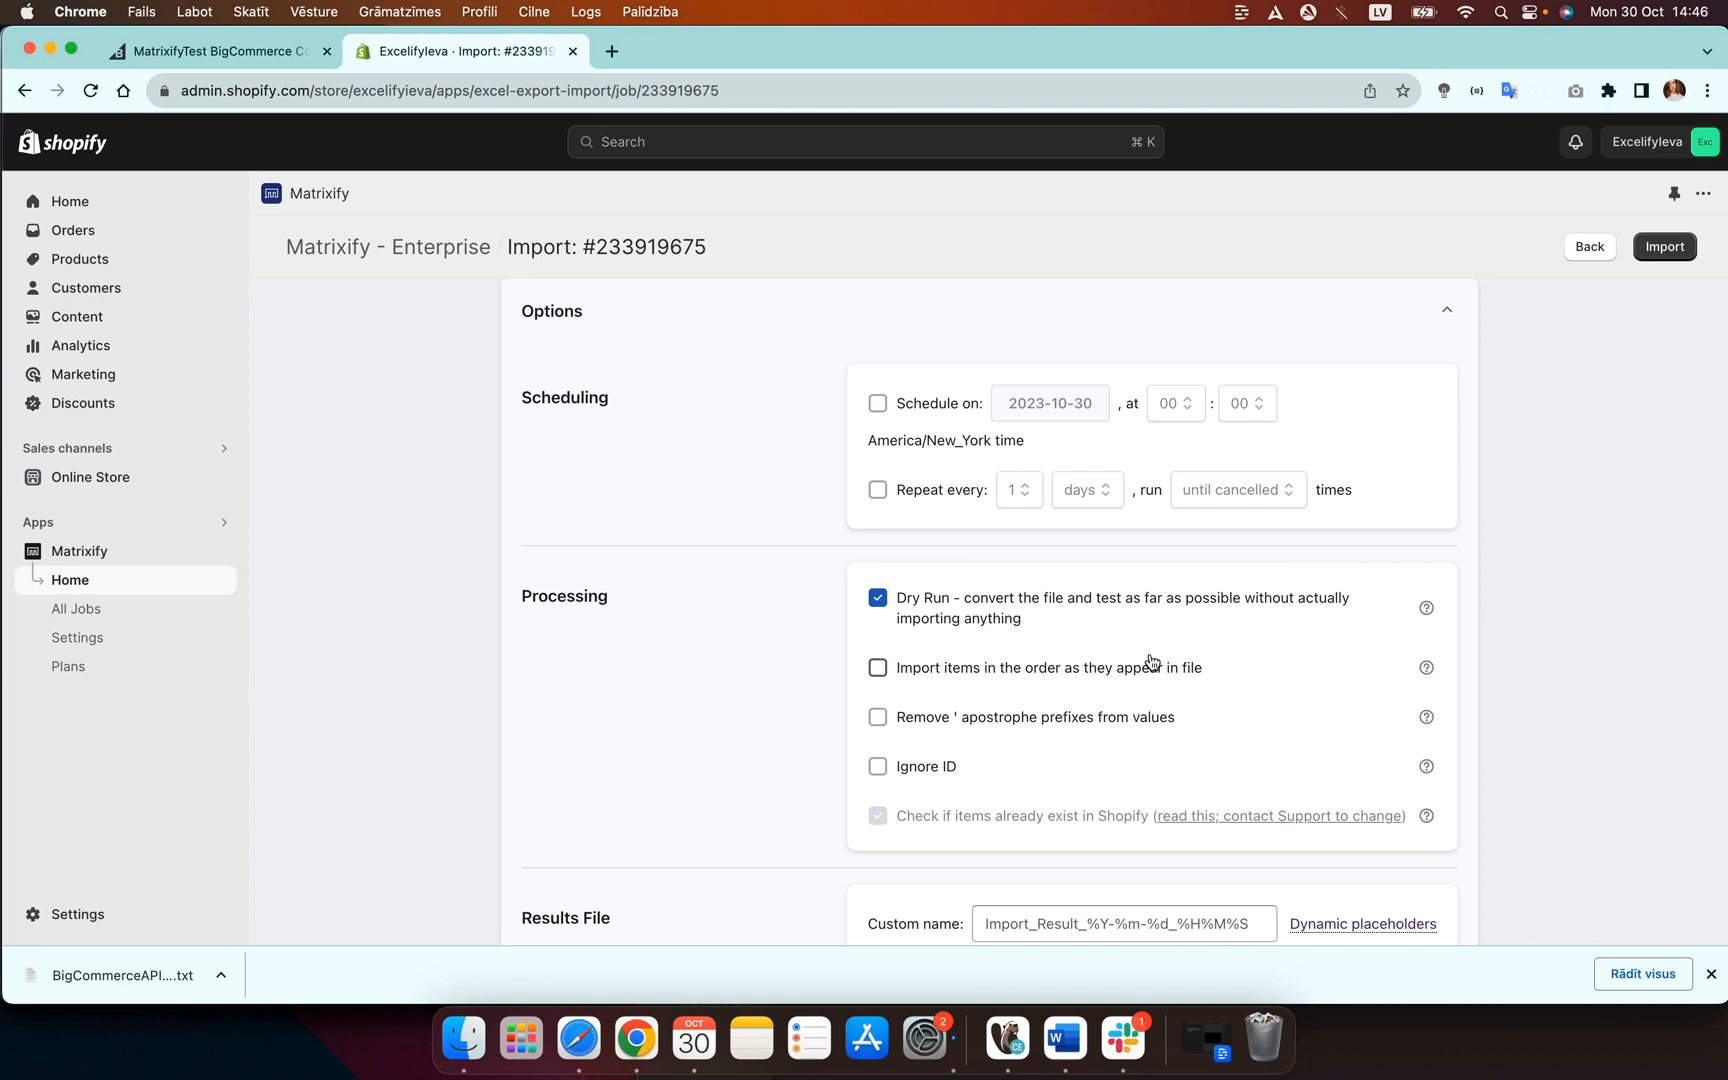 Chrome Fails Labot Skatīt Vēsture Grāmatzīmes Profili Cilne Logs Palīdzība LV Mon 30 Oct 14:46
MatrixifyTest BigCommerce Co Excelifyleva · Import: #233919
admin.shopify.com/store/excelifyieva/apps/excel-export-import/job/233919675
shopify Search ⌘ K Excelifyleva Exc
Home
Orders
Products
Customers
Content
Analytics
Marketing
Discounts
Sales channels
Online Store
Apps
Matrixify
Home
All Jobs
Settings
Plans
Settings
Matrixify
Matrixify - Enterprise Import: #233919675 Back Import
Options
Scheduling
Schedule on: 2023-10-30 , at 00 : 00
America/New_York time
Repeat every: 1 days , run until cancelled times
Processing
Dry Run - convert the file and test as far as possible without actually
importing anything
Import items in the order as they appear in file
Remove ' apostrophe prefixes from values
Ignore ID
Check if items already exist in Shopify (read this; contact Support to change)
Results File
Custom name: Import_Result_%Y-%m-%d_%H%M%S Dynamic placeholders
BigCommerceAPI....txt Rādīt visus
OCT
30
2
CE
W
1